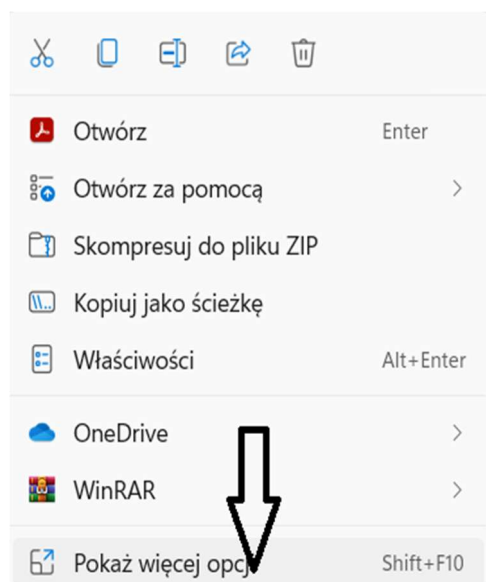 Otwórz Enter
Otwórz za pomocą
Skompresuj do pliku ZIP
Kopiuj jako ścieżkę
Właściwości Alt+Enter
OneDrive
WinRAR
Pokaż więcej opcji Shift+F10